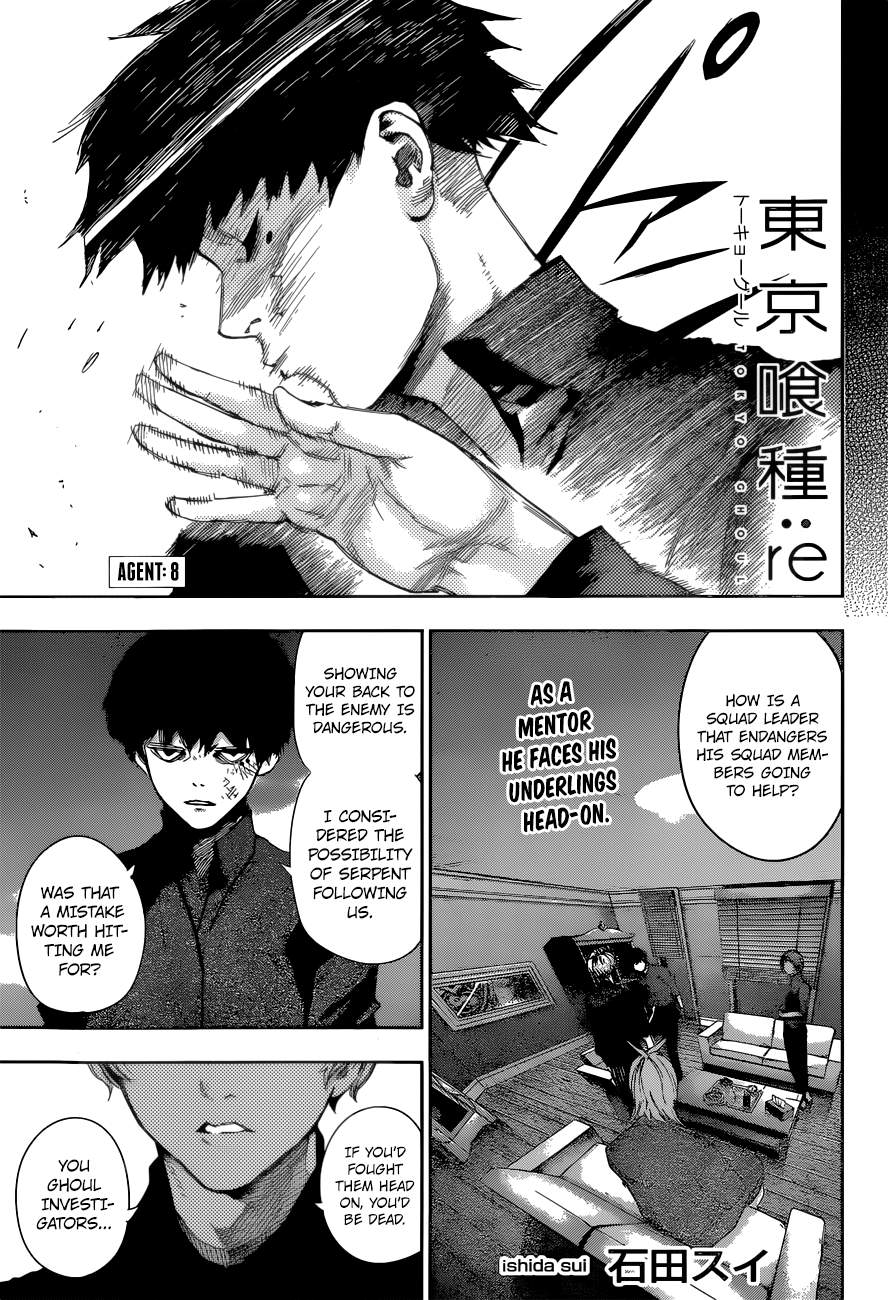 パァン
東京喰種:re
トーキョーグール TOKYO GHOUL
AGENT: 8
HOW IS A
SQUAD LEADER
THAT ENDANGERS
HIS SQUAD MEM-
BERS GOING
TO HELP?
AS A
MENTOR
HE FACES HIS
UNDERLINGS
HEAD-ON.
ishida sui 石田スイ
SHOWING
YOUR BACK TO
THE ENEMY IS
DANGEROUS.
I CONSI-
DERED THE
POSSIBILITY
OF SERPENT
FOLLOWING
US.
WAS THAT
A MISTAKE
WORTH HIT-
TING ME
FOR?
IF YOU'D
FOUGHT
THEM HEAD
ON, YOU'D
BE DEAD.
YOU
GHOUL
INVESTI-
GATORS...